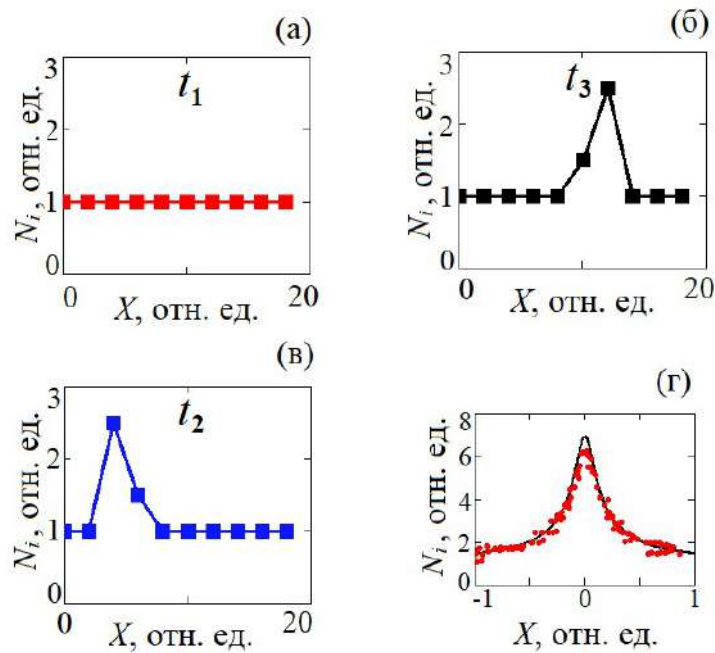 (а)
3
2
1
0
t1
Ni, отн. ед.
0
20
X, отн. ед.
(б)
3
2
1
0
t3
Ni, отн. ед.
0
20
X, отн. ед.
(в)
3
2
1
0
t2
Ni, отн. ед.
0
20
X, отн. ед.
(г)
8
6
4
2
0
Ni, отн. ед.
-1
0
1
X, отн. ед.